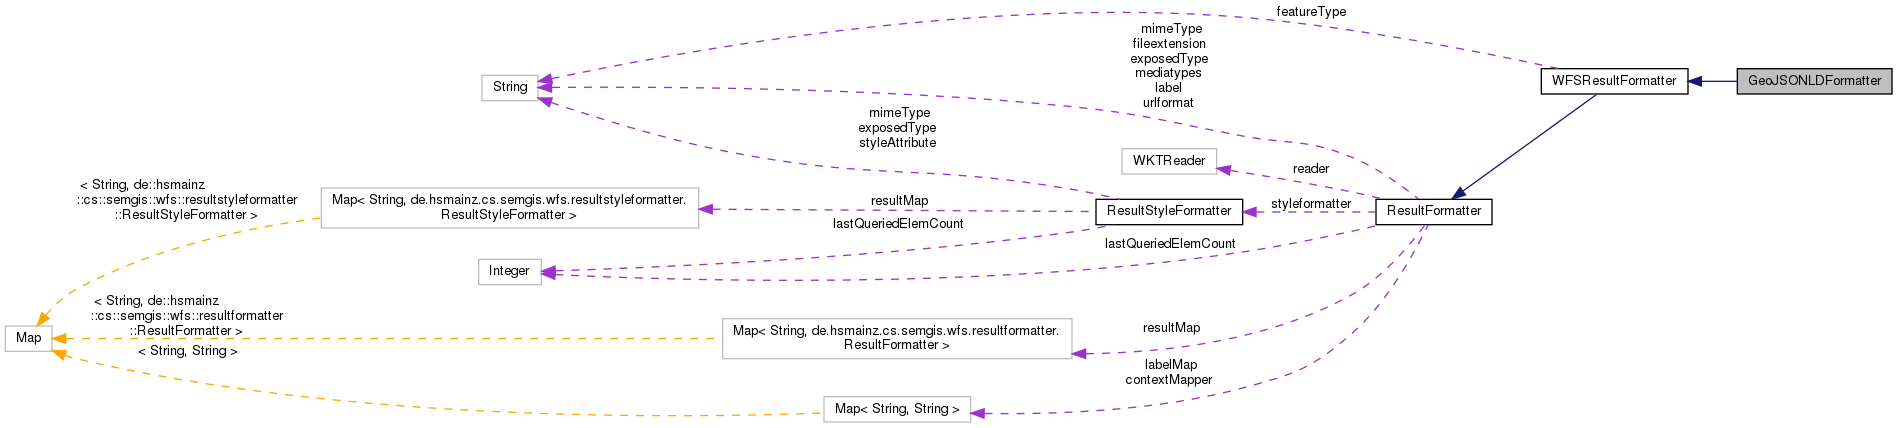 featureType
mimeType
fileextension
exposedType
mediatypes
label
urlformat
String
WFSResultFormatter
GeoJSONLDFormatter
mimeType
exposedType
styleAttribute
WKTReader
reader
< String, de::hsmainz
::cs::semgis::wfs::resultstyleformatter
::ResultStyleFormatter >
Map< String, de.hsmainz.cs.semgis.wfs.resultstyleformatter.
ResultStyleFormatter >
resultMap
ResultStyleFormatter
styleformatter
ResultFormatter
lastQueriedElemCount
lastQueriedElemCount
Integer
< String, de::hsmainz
::cs::semgis::wfs::resultformatter
::ResultFormatter >
Map
Map< String, de.hsmainz.cs.semgis.wfs.resultformatter.
ResultFormatter >
resultMap
< String, String >
labelMap
contextMapper
Map< String, String >